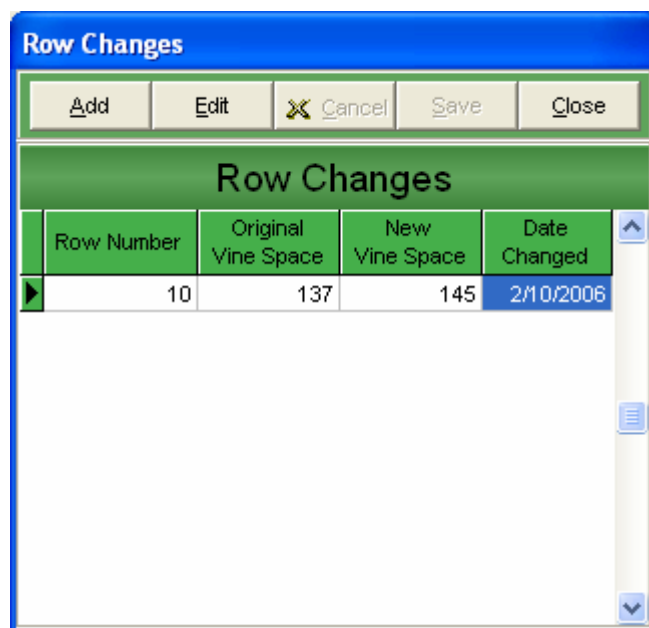 Row Changes
Add Edit Cancel Save Close
Row Changes
Row Number Original Vine Space New Vine Space Date Changed
10 137 145 2/10/2006